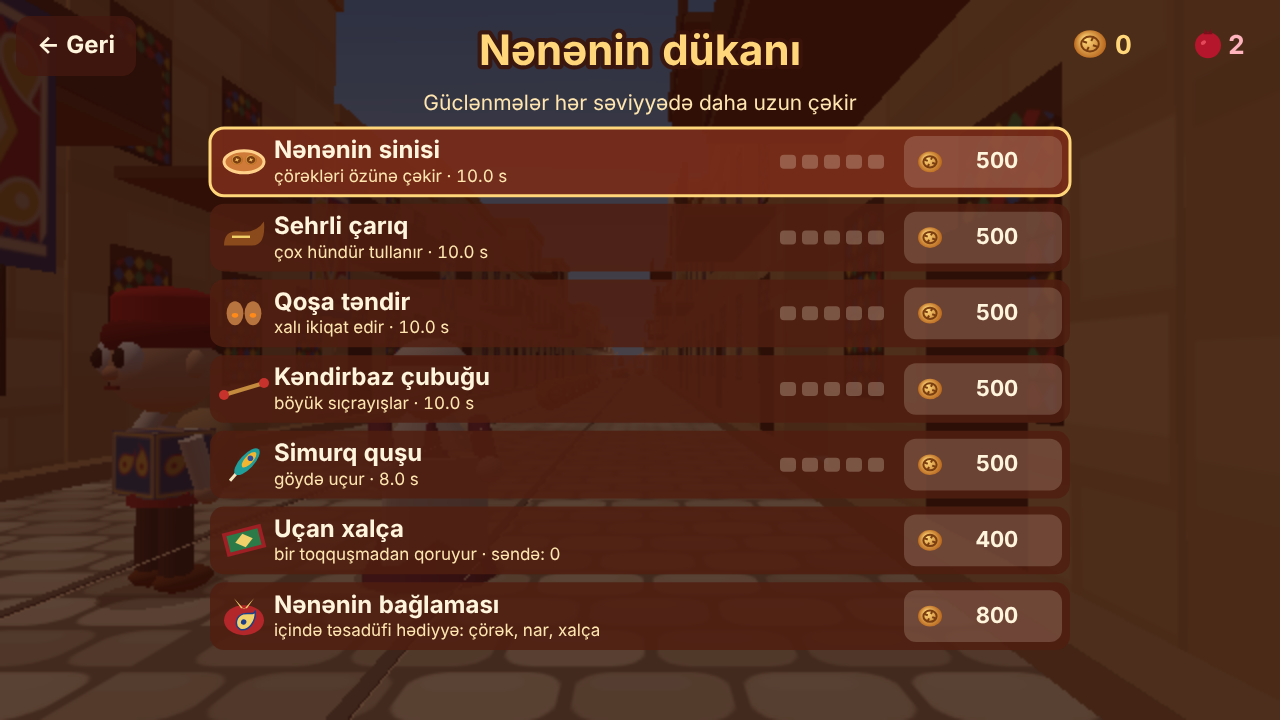 ← Geri
Nənənin dükanı
0
2
Güclənmələr hər səviyyədə daha uzun çəkir
Nənənin sinisi
çörəkləri özünə çəkir · 10.0 s
500
Sehrli çarıq
çox hündür tullanır · 10.0 s
500
Qoşa təndir
xalı ikiqat edir · 10.0 s
500
Kəndirbaz çubuğu
böyük sıçrayışlar · 10.0 s
500
Simurq quşu
göydə uçur · 8.0 s
500
Uçan xalça
bir toqquşmadan qoruyur · səndə: 0
400
Nənənin bağlaması
içində təsadüfi hədiyyə: çörək, nar, xalça
800